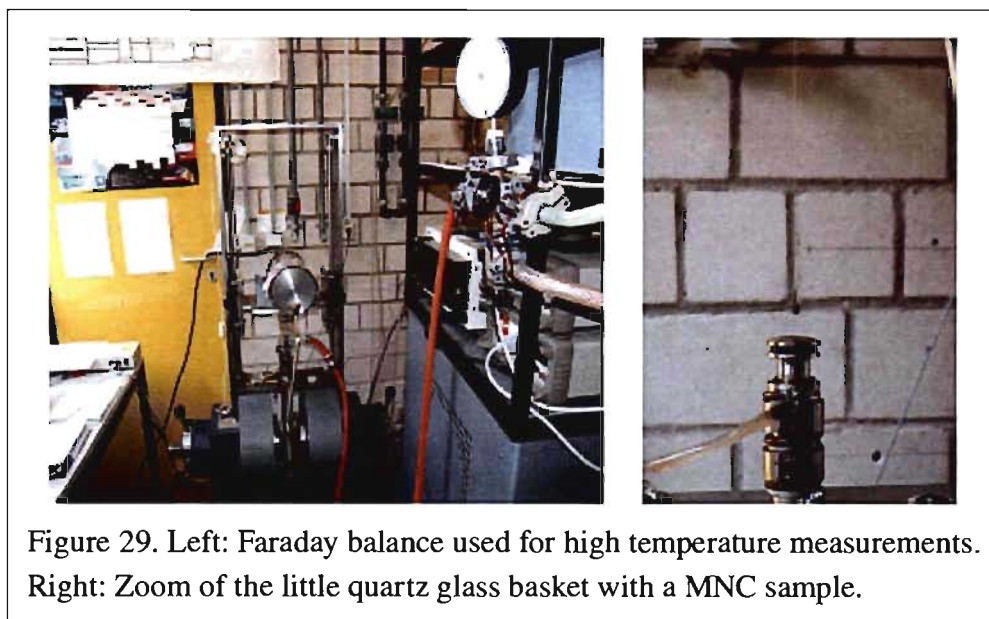 Figure 29. Left: Faraday balance used for high temperature measurements.
Right: Zoom of the little quartz glass basket with a MNC sample.